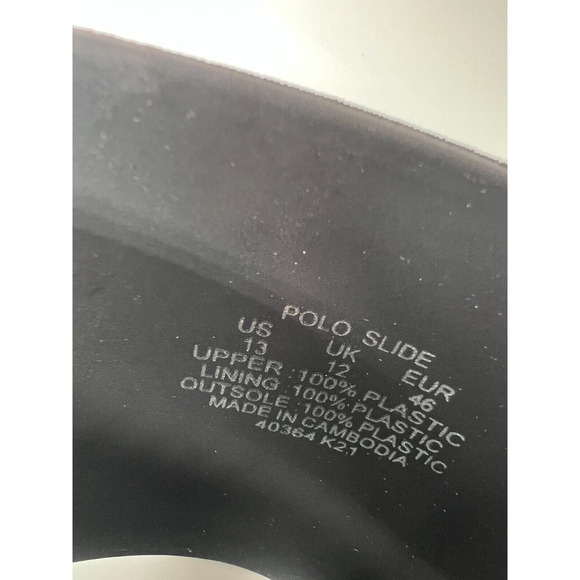 POLO SLIDE
US UK EUR
13 12 46
UPPER :100% PLASTIC
LINING :100% PLASTIC
OUTSOLE :100% PLASTIC
MADE IN CAMBODIA
40364 K21